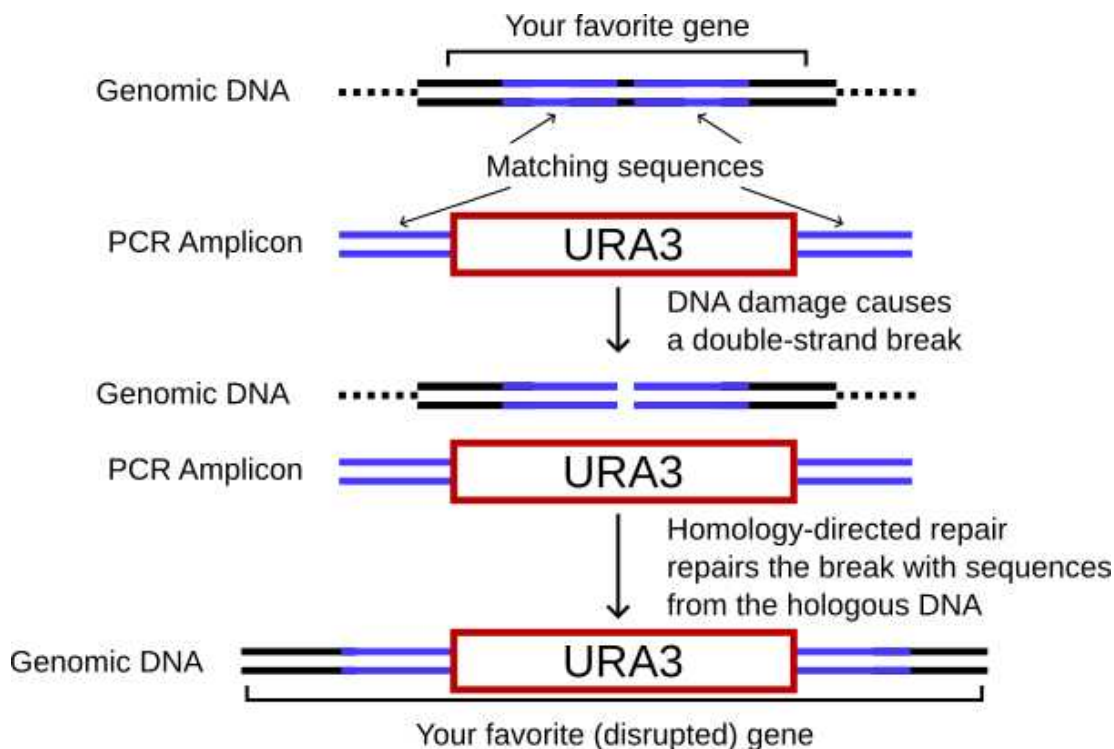 Your favorite gene
Genomic DNA
Matching sequences
PCR Amplicon
URA3
DNA damage causes
a double-strand break
Genomic DNA
PCR Amplicon
URA3
Homology-directed repair
repairs the break with sequences
from the hologous DNA
Genomic DNA
URA3
Your favorite (disrupted) gene